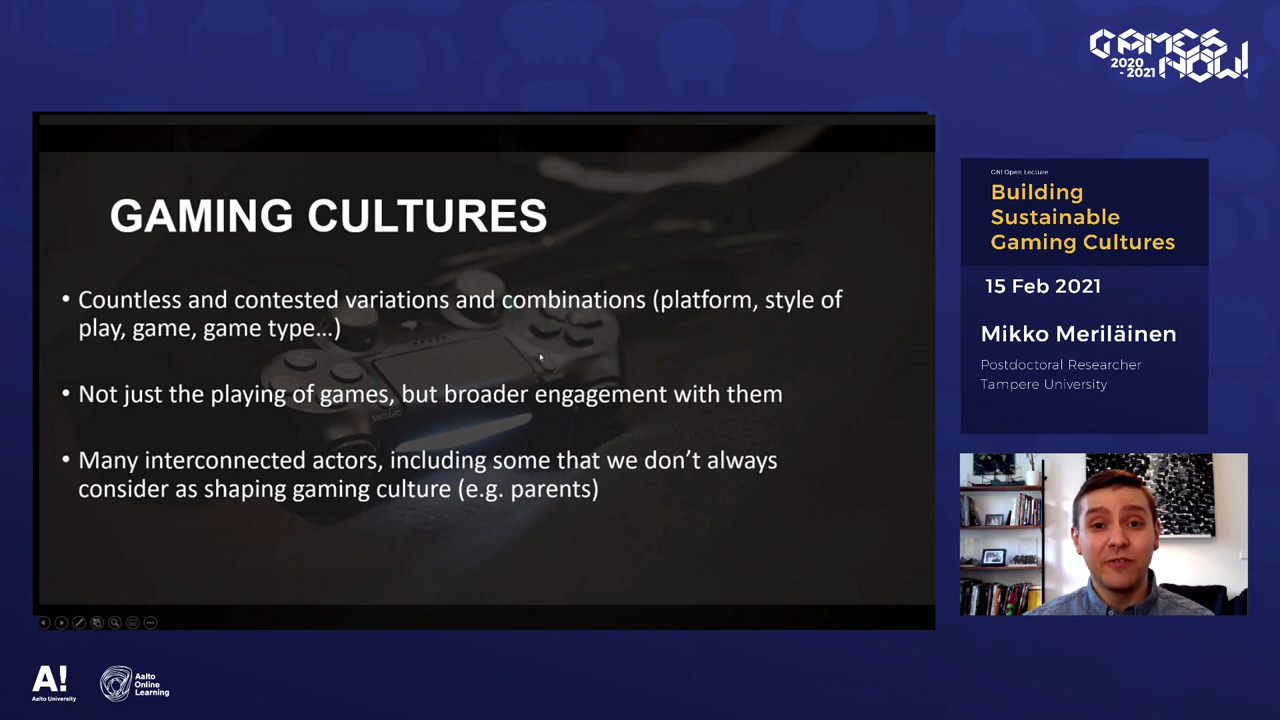 GAMES
NOW!
2020
- 2021
GAMING CULTURES
• Countless and contested variations and combinations (platform, style of
play, game, game type...)
• Not just the playing of games, but broader engagement with them
• Many interconnected actors, including some that we don't always
consider as shaping gaming culture (e.g. parents)
OPTIONS
GN! Open Lecture
Building
Sustainable
Gaming Cultures
15 Feb 2021
Mikko Meriläinen
Postdoctoral Researcher
Tampere University
A!
Aalto University
Aalto
Online
Learning